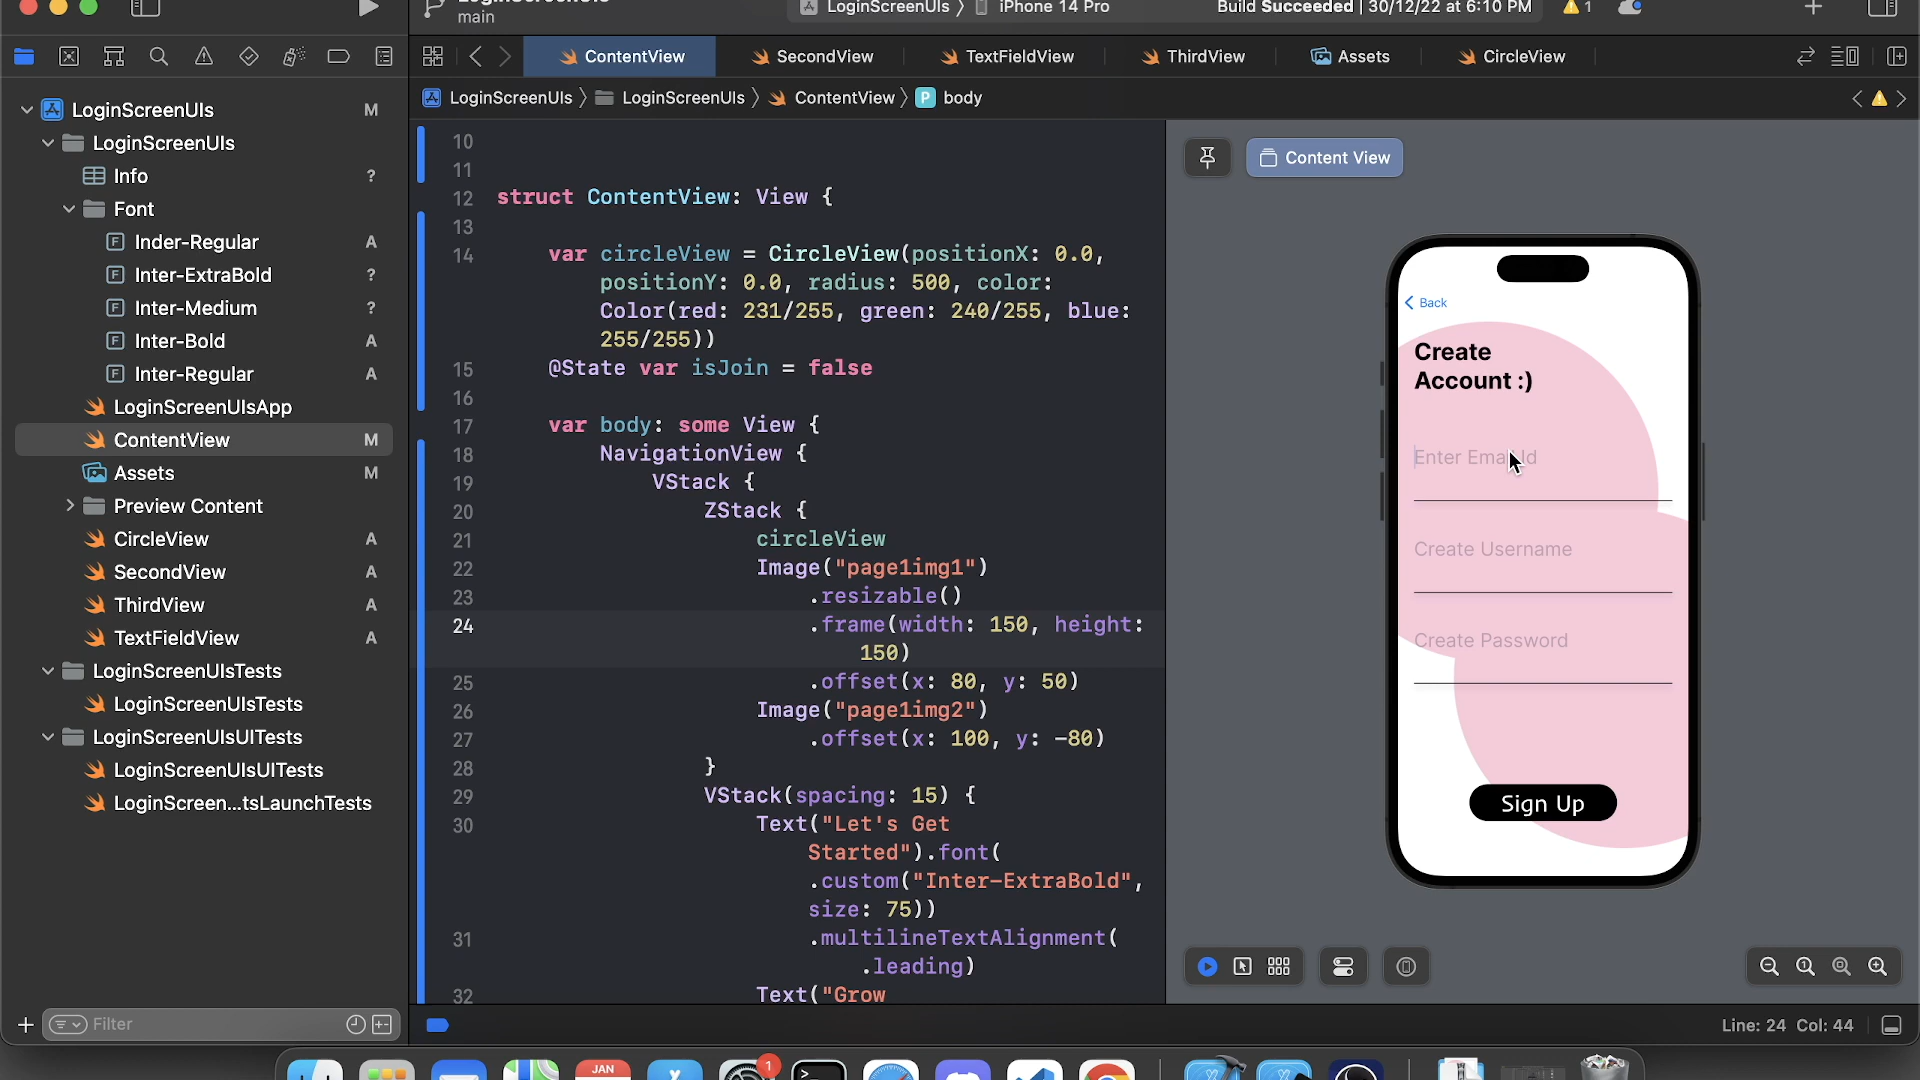 main
LoginScreenUIs 〉 iPhone 14 Pro
Build Succeeded | 30/12/22 at 6:10 PM
1
ContentView
SecondView
TextFieldView
ThirdView
Assets
CircleView
LoginScreenUIs 〉 LoginScreenUIs 〉 ContentView 〉 P body
LoginScreenUIs M
LoginScreenUIs
Info ?
Font
Inder-Regular A
Inter-ExtraBold ?
Inter-Medium ?
Inter-Bold A
Inter-Regular A
LoginScreenUIsApp
ContentView M
Assets M
Preview Content
CircleView A
SecondView A
ThirdView A
TextFieldView A
LoginScreenUIsTests
LoginScreenUIsTests
LoginScreenUIsUITests
LoginScreenUIsUITests
LoginScreen...tsLaunchTests
Filter
10
11
12 struct ContentView: View {
13
14 var circleView = CircleView(positionX: 0.0,
positionY: 0.0, radius: 500, color:
Color(red: 231/255, green: 240/255, blue:
255/255))
15 @State var isJoin = false
16
17 var body: some View {
18 NavigationView {
19 VStack {
20 ZStack {
21 circleView
22 Image("page1img1")
23 .resizable()
24 .frame(width: 150, height:
150)
25 .offset(x: 80, y: 50)
26 Image("page1img2")
27 .offset(x: 100, y: -80)
28 }
29 VStack(spacing: 15) {
30 Text("Let's Get
Started").font(
.custom("Inter-ExtraBold",
size: 75))
31 .multilineTextAlignment(
.leading)
32 Text("Grow
Content View
Back
Create
Account :)
Enter Email Id
Create Username
Create Password
Sign Up
Line: 24 Col: 44
JAN
1